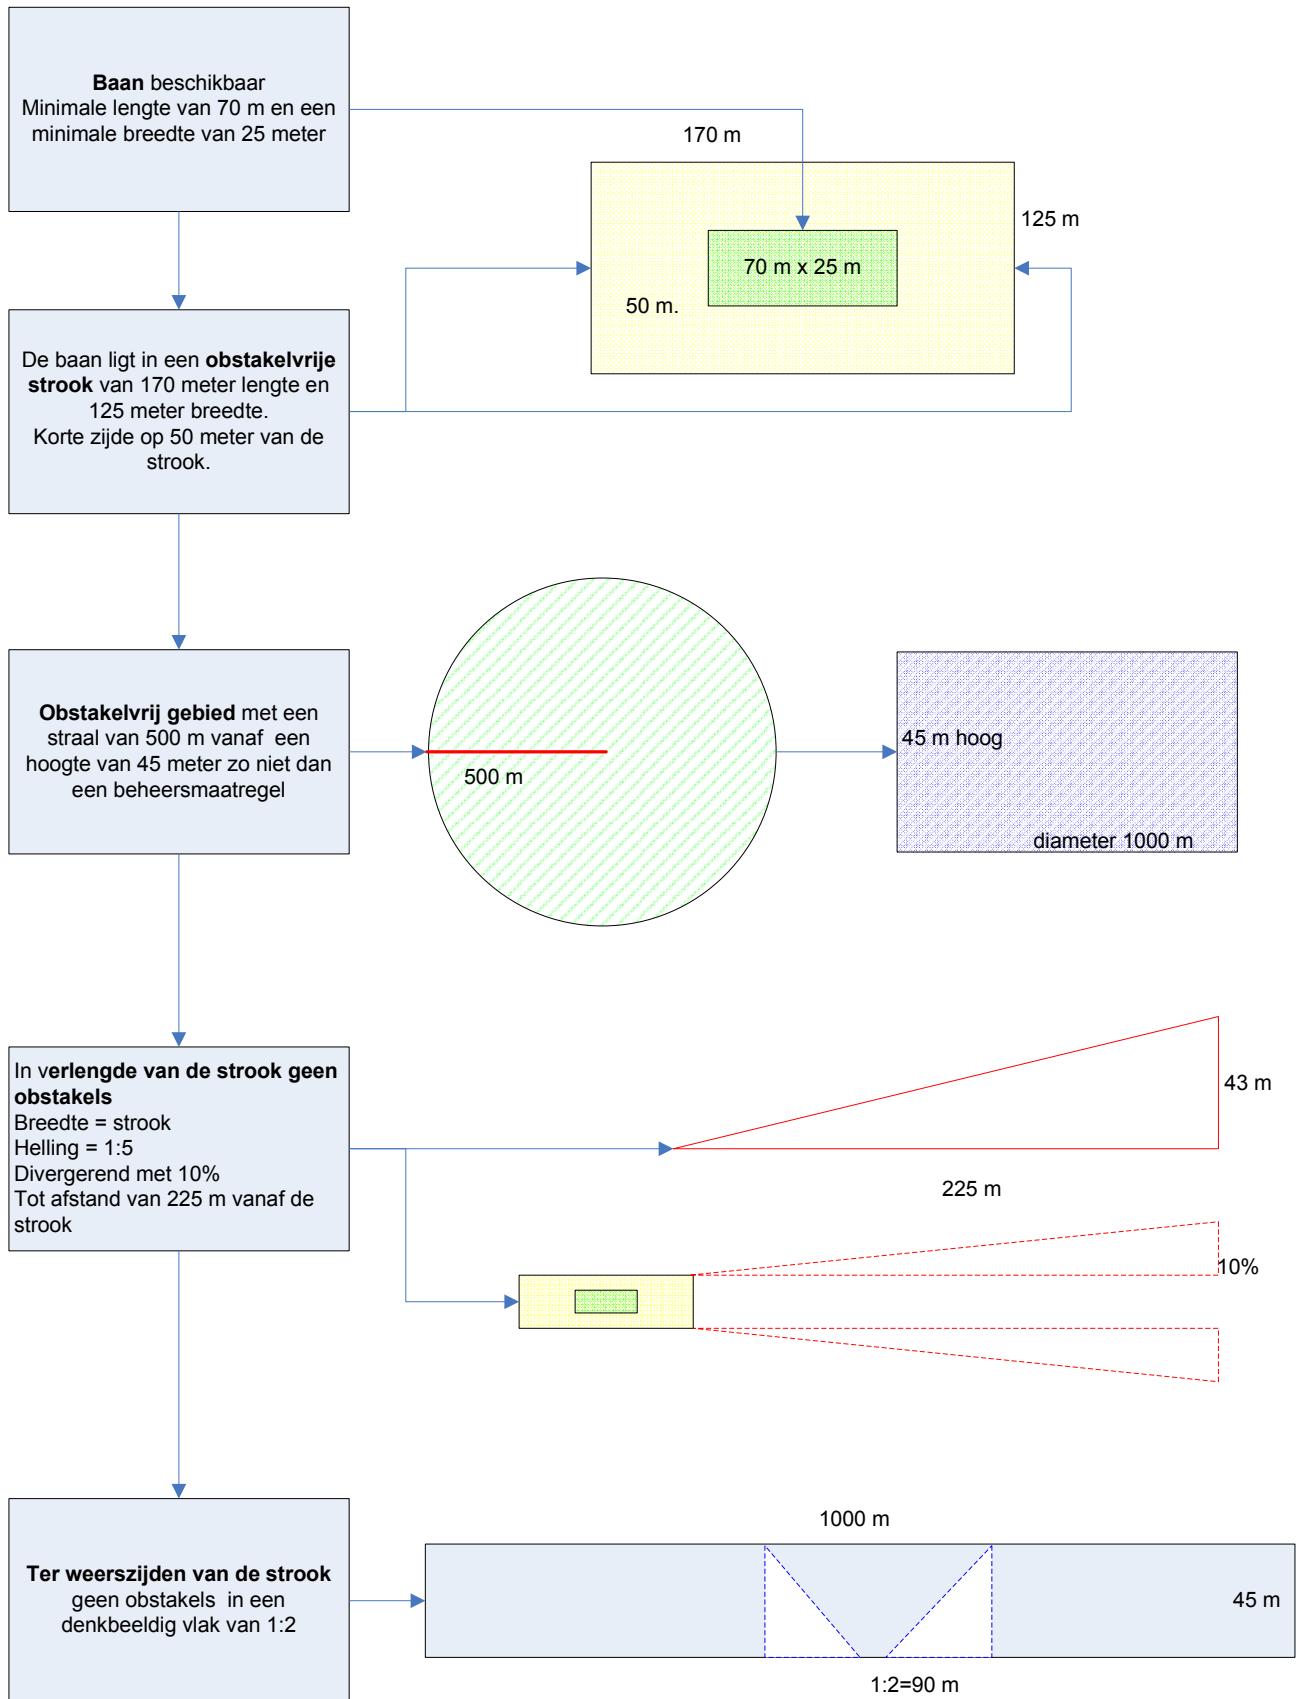 Baan beschikbaar
Minimale lengte van 70 m en een
minimale breedte van 25 meter
170 m
125 m
70 m x 25 m
50 m.
De baan ligt in een obstakelvrije
strook van 170 meter lengte en
125 meter breedte.
Korte zijde op 50 meter van de
strook.
Obstakelvrij gebied met een
straal van 500 m vanaf een
hoogte van 45 meter zo niet dan
een beheersmaatregel
500 m
45 m hoog
diameter 1000 m
In verlengde van de strook geen
obstakels
Breedte = strook
Helling = 1:5
Divergerend met 10%
Tot afstand van 225 m vanaf de
strook
43 m
225 m
10%
Ter weerszijden van de strook
geen obstakels in een
denkbeeldig vlak van 1:2
1000 m
45 m
1:2=90 m